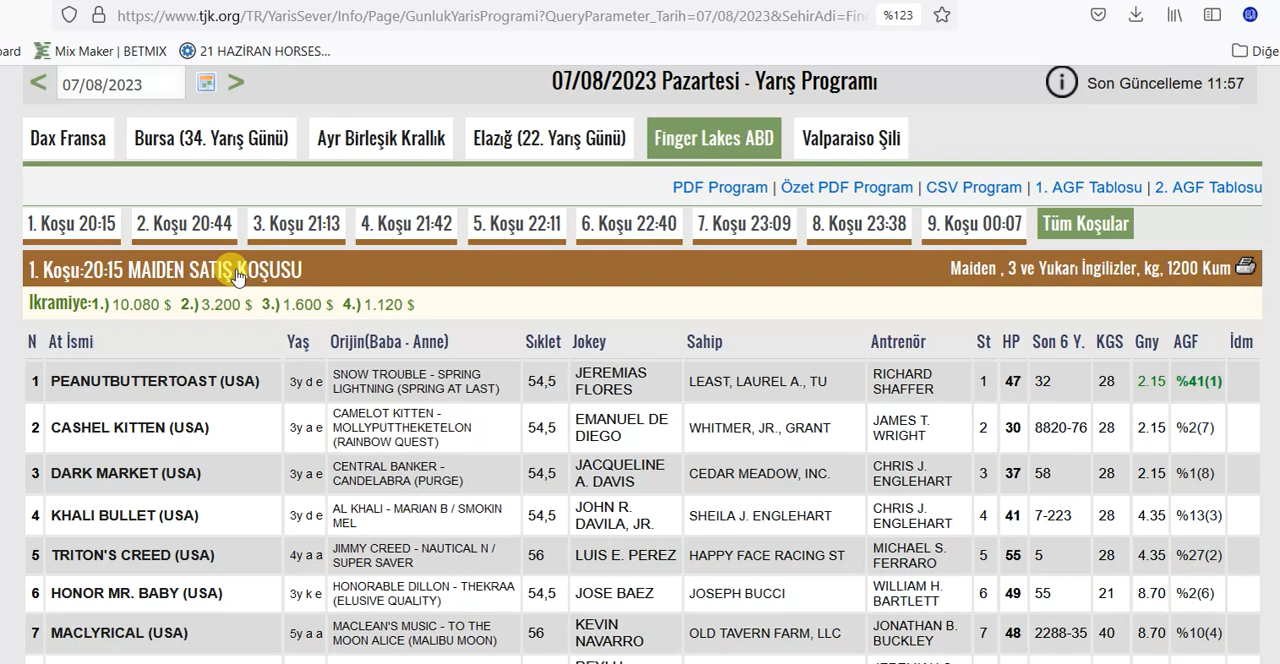 https://www.tjk.org/TR/YarisSever/Info/Page/GunlukYarisProgrami?QueryParameter_Tarih=07/08/2023&SehirAdi=Fin %123
ard Mix Maker | BETMIX 21 HAZİRAN HORSES... Diğe
< 07/08/2023 > 07/08/2023 Pazartesi - Yarış Programı Son Güncelleme 11:57
Dax Fransa Bursa (34. Yarış Günü) Ayr Birleşik Krallık Elazığ (22. Yarış Günü) Finger Lakes ABD Valparaiso Şili
PDF Program | Özet PDF Program | CSV Program | 1. AGF Tablosu | 2. AGF Tablosu
1. Koşu 20:15 2. Koşu 20:44 3. Koşu 21:13 4. Koşu 21:42 5. Koşu 22:11 6. Koşu 22:40 7. Koşu 23:09 8. Koşu 23:38 9. Koşu 00:07 Tüm Koşular
1. Koşu:20:15 MAIDEN SATIŞ KOŞUSU Maiden , 3 ve Yukarı İngilizler, kg, 1200 Kum
İkramiye:1.) 10.080 $ 2.) 3.200 $ 3.) 1.600 $ 4.) 1.120 $
N At İsmi Yaş Orijin(Baba - Anne) Sıklet Jokey Sahip Antrenör St HP Son 6 Y. KGS Gny AGF İdm
1 PEANUTBUTTERTOAST (USA) 3y d e SNOW TROUBLE - SPRING LIGHTNING (SPRING AT LAST) 54,5 JEREMIAS FLORES LEAST, LAUREL A., TU RICHARD SHAFFER 1 47 32 28 2.15 %41(1)
2 CASHEL KITTEN (USA) 3y a e CAMELOT KITTEN - MOLLYPUTTHEKETELON (RAINBOW QUEST) 54,5 EMANUEL DE DIEGO WHITMER, JR., GRANT JAMES T. WRIGHT 2 30 8820-76 28 2.15 %2(7)
3 DARK MARKET (USA) 3y a e CENTRAL BANKER - CANDELABRA (PURGE) 54,5 JACQUELINE A. DAVIS CEDAR MEADOW, INC. CHRIS J. ENGLEHART 3 37 58 28 2.15 %1(8)
4 KHALI BULLET (USA) 3y d e AL KHALI - MARIAN B / SMOKIN MEL 54,5 JOHN R. DAVILA, JR. SHEILA J. ENGLEHART CHRIS J. ENGLEHART 4 41 7-223 28 4.35 %13(3)
5 TRITON'S CREED (USA) 4y a a JIMMY CREED - NAUTICAL N / SUPER SAVER 56 LUIS E. PEREZ HAPPY FACE RACING ST MICHAEL S. FERRARO 5 55 5 28 4.35 %27(2)
6 HONOR MR. BABY (USA) 3y k e HONORABLE DILLON - THEKRAA (ELUSIVE QUALITY) 54,5 JOSE BAEZ JOSEPH BUCCI WILLIAM H. BARTLETT 6 49 55 21 8.70 %2(6)
7 MACLYRICAL (USA) 5y a a MACLEAN'S MUSIC - TO THE MOON ALICE (MALIBU MOON) 56 KEVIN NAVARRO OLD TAVERN FARM, LLC JONATHAN B. BUCKLEY 7 48 2288-35 40 8.70 %10(4)